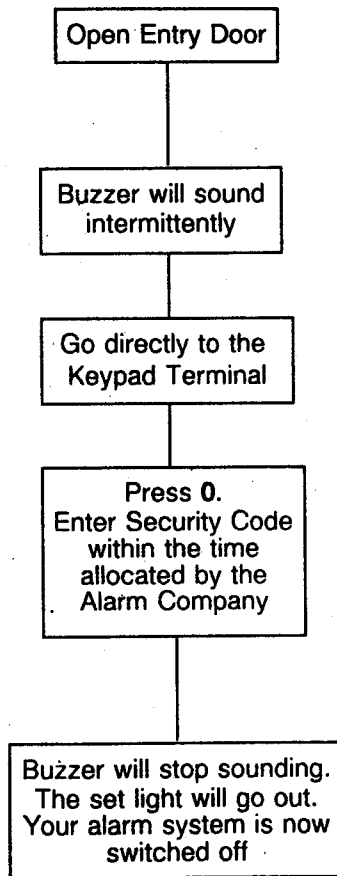 Open Entry Door
Buzzer will sound
intermittently
Go directly to the
Keypad Terminal
Press 0.
Enter Security Code
within the time
allocated by the
Alarm Company
Buzzer will stop sounding.
The set light will go out.
Your alarm system is now
switched off